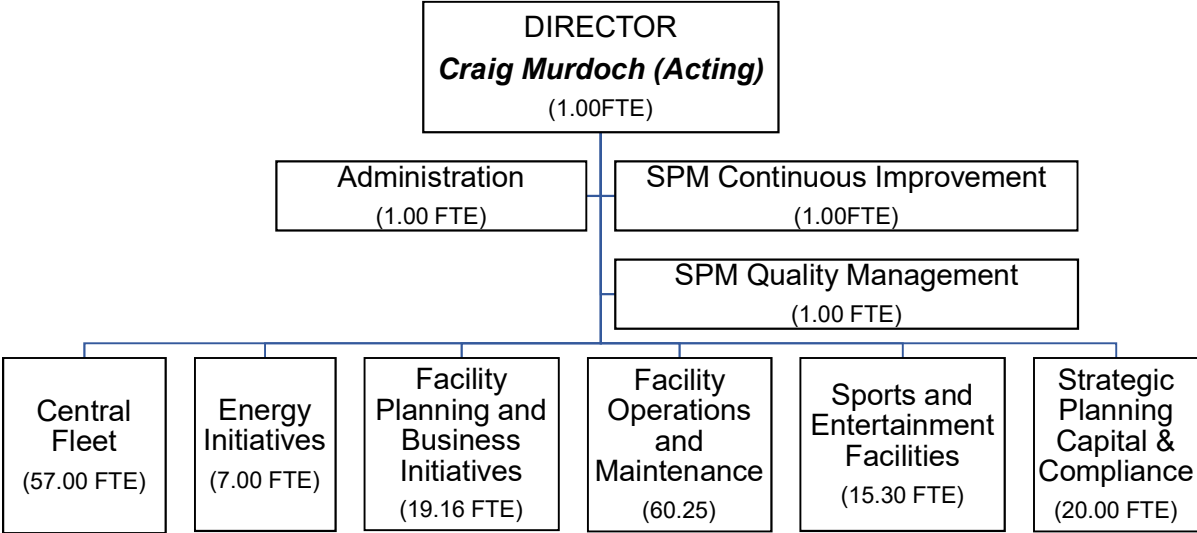 DIRECTOR
Craig Murdoch (Acting)
(1.00FTE)
Administration
(1.00 FTE)
SPM Continuous Improvement
(1.00FTE)
SPM Quality Management
(1.00 FTE)
Central
Fleet
(57.00 FTE)
Energy
Initiatives
(7.00 FTE)
Facility
Planning and
Business
Initiatives
(19.16 FTE)
Facility
Operations
and
Maintenance
(60.25)
Sports and
Entertainment
Facilities
(15.30 FTE)
Strategic
Planning
Capital &
Compliance
(20.00 FTE)